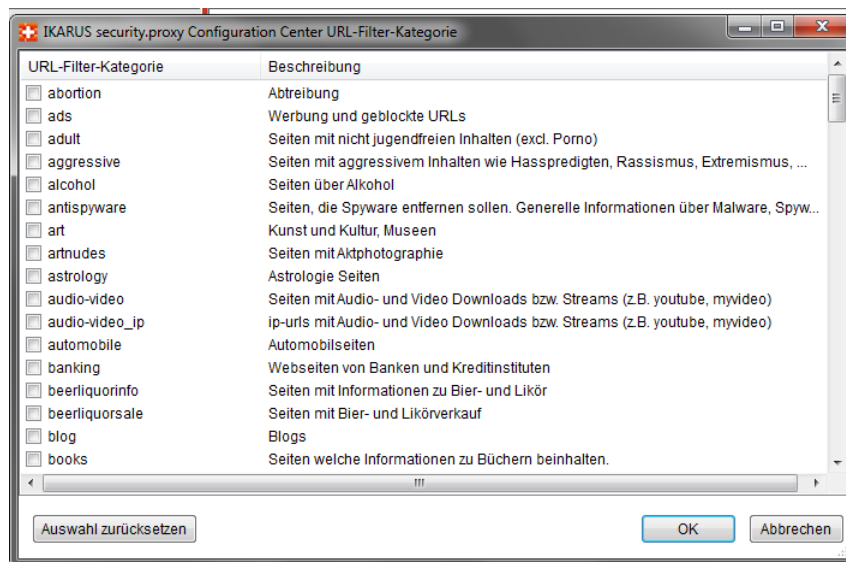 IKARUS security.proxy Configuration Center URL-Filter-Kategorie
URL-Filter-Kategorie Beschreibung
abortion Abtreibung
ads Werbung und geblockte URLs
adult Seiten mit nicht jugendfreien Inhalten (excl. Porno)
aggressive Seiten mit aggressivem Inhalten wie Hasspredigten, Rassismus, Extremismus, ...
alcohol Seiten über Alkohol
antispyware Seiten, die Spyware entfernen sollen. Generelle Informationen über Malware, Spyw...
art Kunst und Kultur, Museen
artnudes Seiten mit Aktphotographie
astrology Astrologie Seiten
audio-video Seiten mit Audio- und Video Downloads bzw. Streams (z.B. youtube, myvideo)
audio-video_ip ip-urls mit Audio- und Video Downloads bzw. Streams (z.B. youtube, myvideo)
automobile Automobilseiten
banking Webseiten von Banken und Kreditinstituten
beerliquorinfo Seiten mit Informationen zu Bier- und Likör
beerliquorsale Seiten mit Bier- und Likörverkauf
blog Blogs
books Seiten welche Informationen zu Büchern beinhalten.
Auswahl zurücksetzen OK Abbrechen